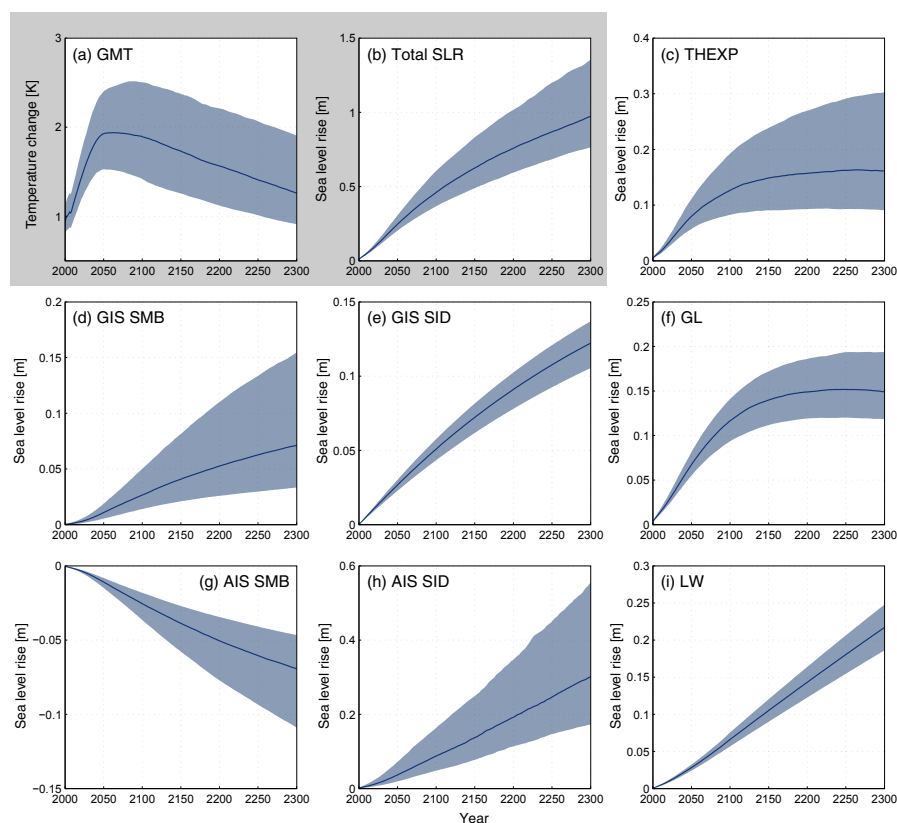 (a) GMT
Temperature change [K]
3
2
1
2000 2050 2100 2150 2200 2250 2300
(b) Total SLR
Sea level rise [m]
1.5
1
0.5
0
2000 2050 2100 2150 2200 2250 2300
(c) THEXP
Sea level rise [m]
0.4
0.3
0.2
0.1
0
2000 2050 2100 2150 2200 2250 2300
(d) GIS SMB
Sea level rise [m]
0.2
0.15
0.1
0.05
0
2000 2050 2100 2150 2200 2250 2300
(e) GIS SID
Sea level rise [m]
0.15
0.1
0.05
0
2000 2050 2100 2150 2200 2250 2300
(f) GL
Sea level rise [m]
0.25
0.2
0.15
0.1
0.05
0
2000 2050 2100 2150 2200 2250 2300
(g) AIS SMB
Sea level rise [m]
0
−0.05
−0.1
−0.15
2000 2050 2100 2150 2200 2250 2300
(h) AIS SID
Sea level rise [m]
0.6
0.4
0.2
0
2000 2050 2100 2150 2200 2250 2300
Year
(i) LW
Sea level rise [m]
0.3
0.25
0.2
0.15
0.1
0.05
0
2000 2050 2100 2150 2200 2250 2300